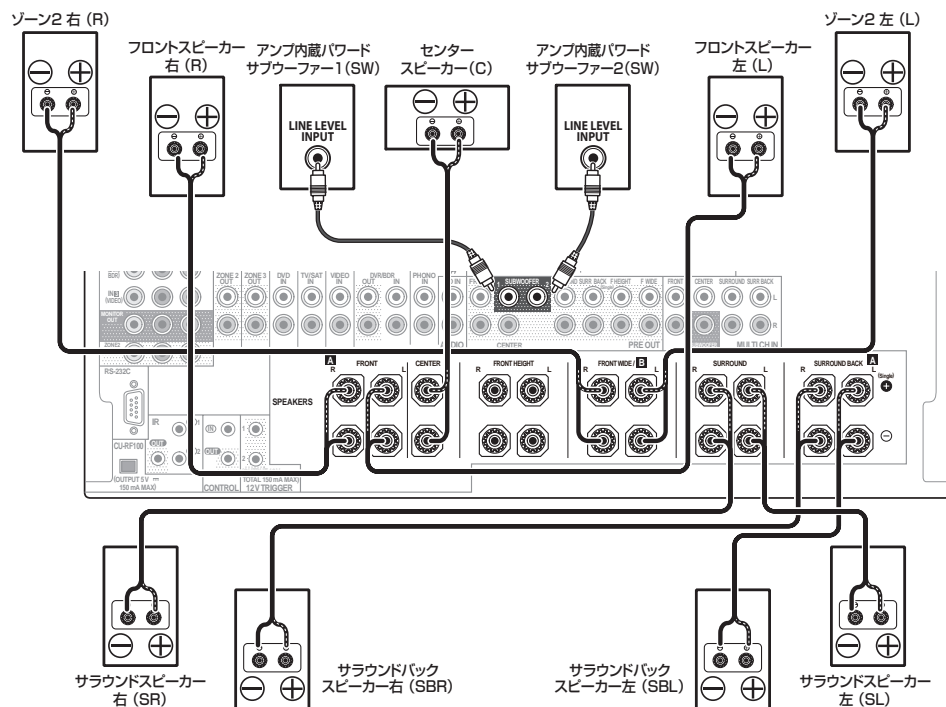 ゾーン2 右 (R)
ゾーン2 左 (L)
フロントスピーカー
右 (R)
アンプ内蔵パワード
サブウーファー1(SW)
センター
スピーカー(C)
アンプ内蔵パワード
サブウーファー2(SW)
フロントスピーカー
左 (L)
LINE LEVEL
INPUT
LINE LEVEL
INPUT
ZONE 2
OUT
ZONE 3
OUT
DVD
IN
TV/SAT
IN
VIDEO
IN
DVR/BDR
OUT
IN
PHONO
IN
SUBWOOFER
1
2
SURR BACK
F HEIGHT
F WIDE
FRONT
CENTER
SURROUND
SURR BACK
L
R
(VIDEO)
MONITOR
OUT
ZONE2
CENTER
PRE OUT
MULTI CH IN
RS-232C
SPEAKERS
A
R
FRONT
L
CENTER
FRONT HEIGHT
R
L
FRONT WIDE / B
R
L
SURROUND
R
L
SURROUND BACK
A
R
L
(Single)
IR
IN
OUT
OUT
1
2
CU-RF100
(OUTPUT 5 V
150 mA MAX)
CONTROL
TOTAL 150 mA MAX)
12 V TRIGGER
サラウンドスピーカー
右 (SR)
サラウンドバック
スピーカー右 (SBR)
サラウンドバック
スピーカー左 (SBL)
サラウンドスピーカー
左 (SL)